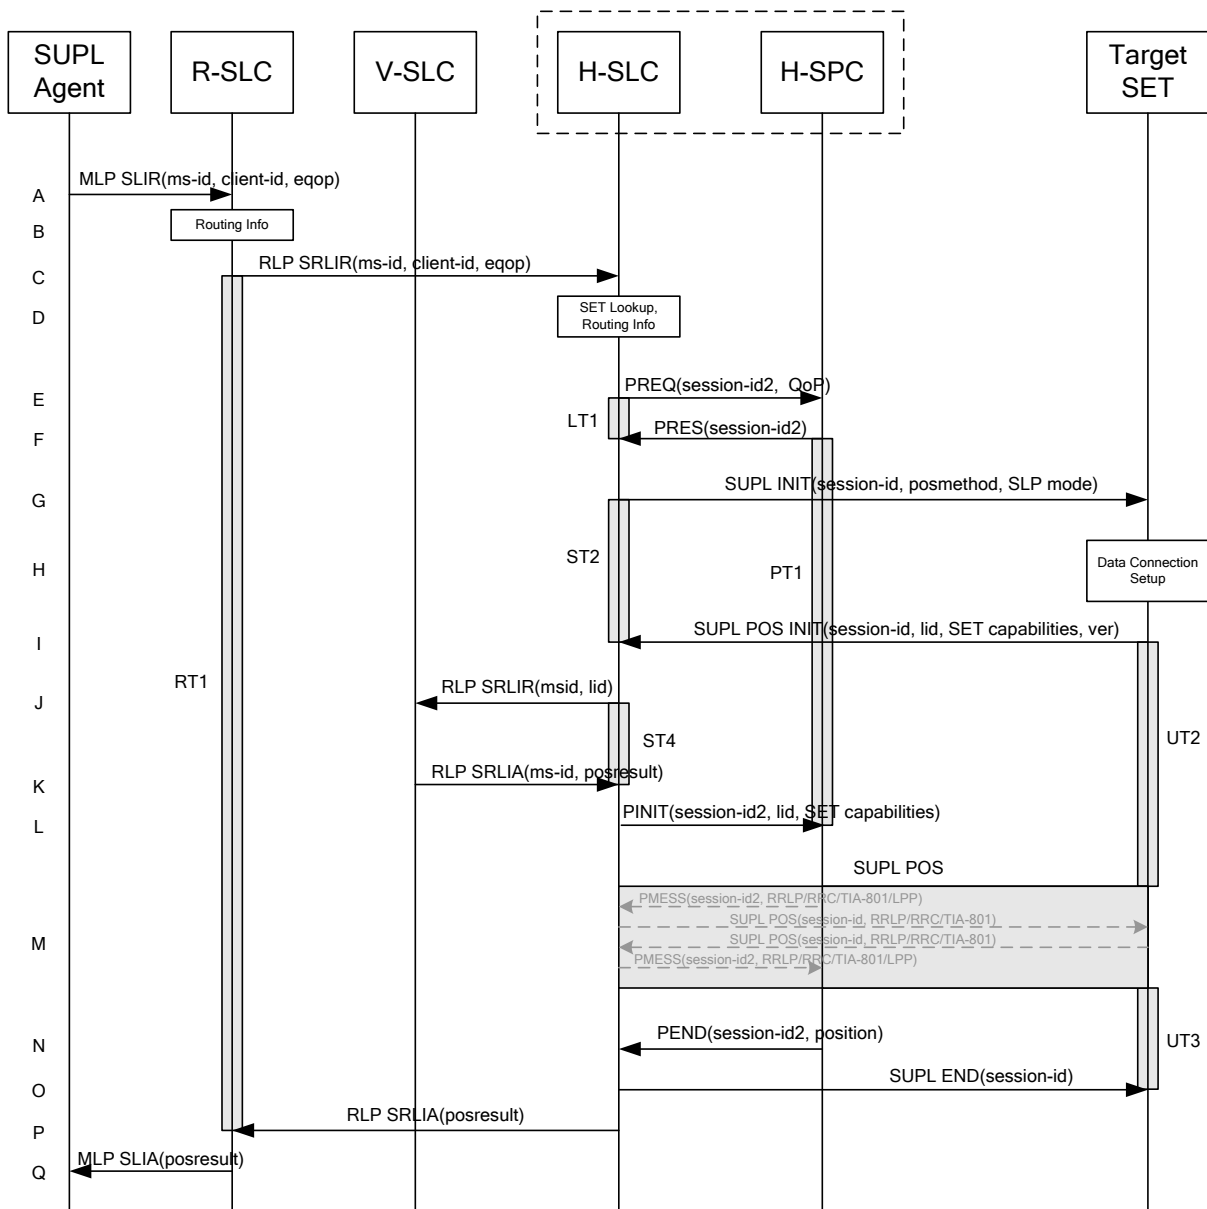 SUPL
Agent
R-SLC
V-SLC
H-SLC
H-SPC
Target
SET
A
MLP SLIR(ms-id, client-id, eqop)
B
Routing Info
C
RLP SRLIR(ms-id, client-id, eqop)
D
SET Lookup,
Routing Info
E
PREQ(session-id2,  QoP)
LT1
F
PRES(session-id2)
G
SUPL INIT(session-id, posmethod, SLP mode)
H
ST2
PT1
Data Connection
Setup
I
SUPL POS INIT(session-id, lid, SET capabilities, ver)
RT1
J
RLP SRLIR(msid, lid)
ST4
UT2
K
RLP SRLIA(ms-id, posresult)
L
PINIT(session-id2, lid, SET capabilities)
SUPL POS
M
PMESS(session-id2, RRLP/RRC/TIA-801/LPP)
SUPL POS(session-id, RRLP/RRC/TIA-801)
SUPL POS(session-id, RRLP/RRC/TIA-801)
PMESS(session-id2, RRLP/RRC/TIA-801/LPP)
N
PEND(session-id2, position)
UT3
O
SUPL END(session-id)
P
RLP SRLIA(posresult)
Q
MLP SLIA(posresult)